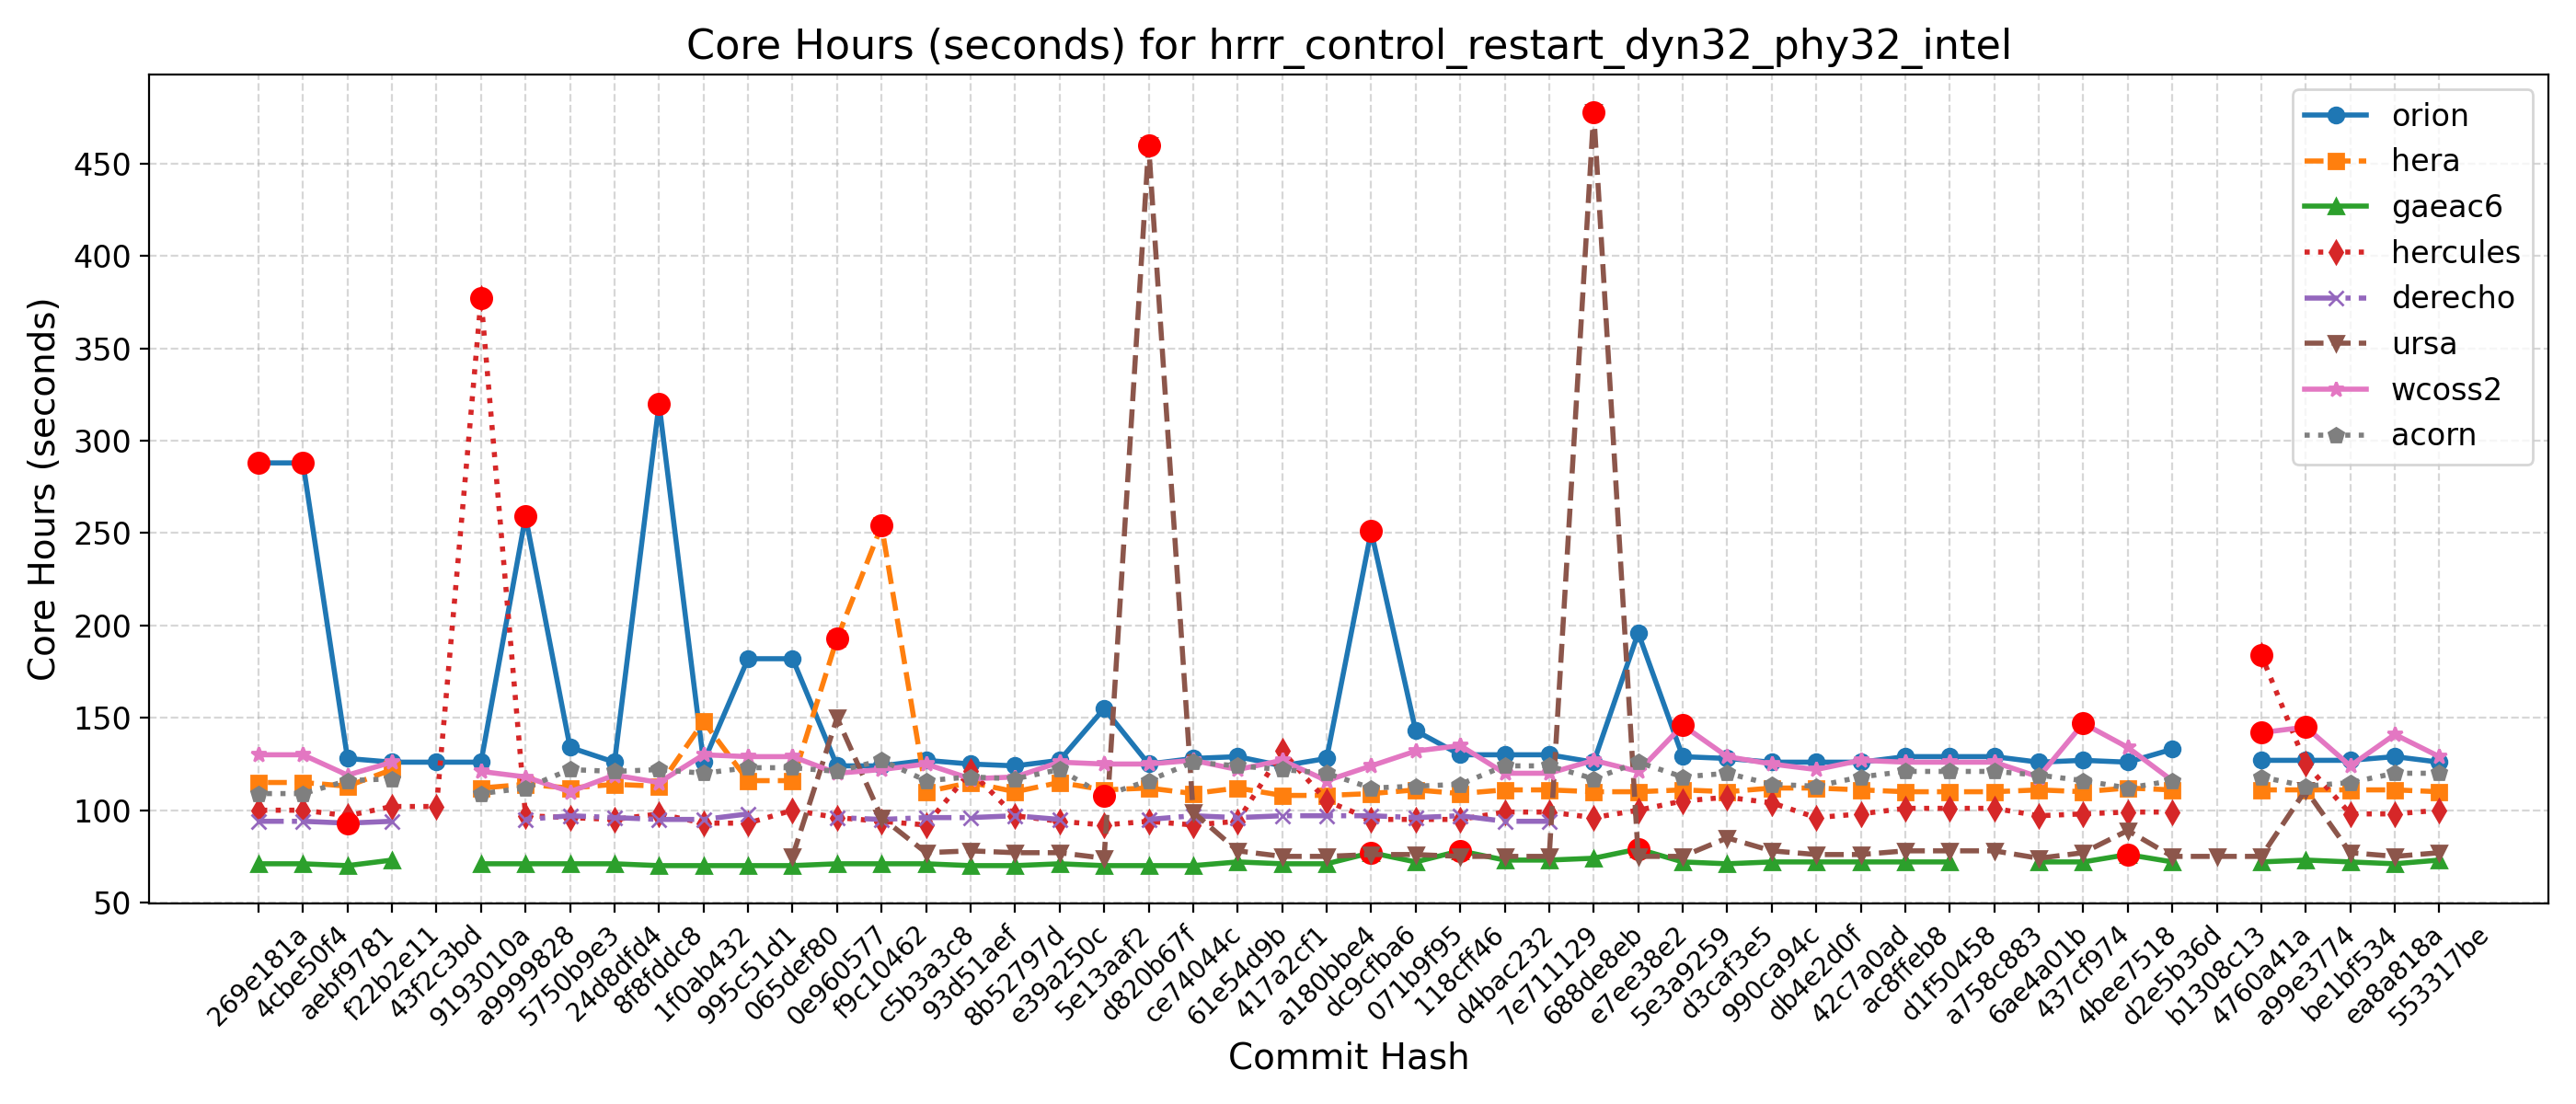 Core Hours (seconds) for hrrr_control_restart_dyn32_phy32_intel
Core Hours (seconds)
450
400
350
300
250
200
150
100
50
orion
hera
gaeac6
hercules
derecho
ursa
wcoss2
acorn
269e181a
4cbe50f4
aebf9781
f22b2e11
43f2c3bd
9193010a
a9999828
5750b9e3
24d8dfd4
8f8fddc8
1f0ab432
995c51d1
065def80
0e960577
f9c10462
c5b3a3c8
93d51aef
8b52797d
e39a250c
5e13aaf2
d820b67f
ce74044c
61e54d9b
417a2cf1
a180bbe4
dc9cfba6
071b9f95
118cff46
d4bac232
7e711129
688de8eb
e7ee38e2
5e3a9259
d3caf3e5
990ca94c
db4e2d0f
42c7a0ad
ac8ffeb8
d1f50458
a758c883
6ae4a01b
437cf974
4bee7518
d2e5b36d
b1308c13
4760a41a
a99e3774
be1bf534
ea8a818a
553317be
Commit Hash